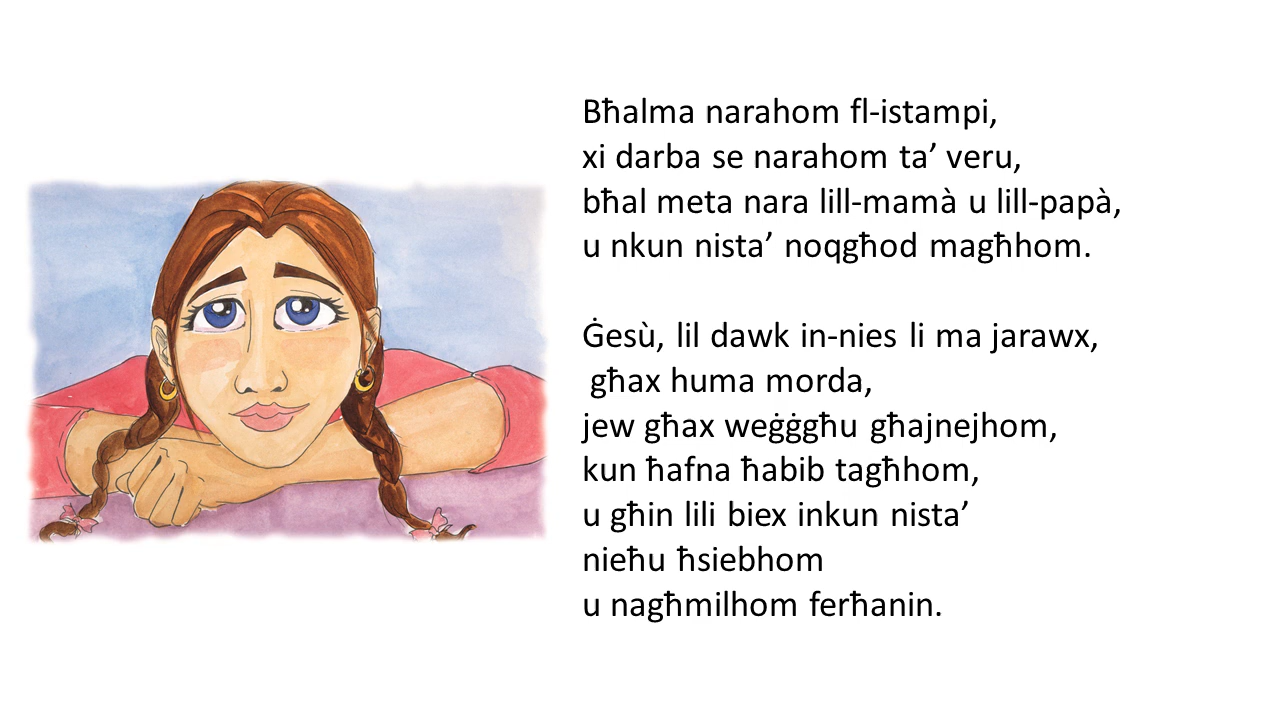 Bħalma narahom fl-istampi,
xi darba se narahom ta’ veru,
bħal meta nara lill-mamà u lill-papà,
u nkun nista’ noqgħod magħhom.
Ġesù, lil dawk in-nies li ma jarawx,
għax huma morda,
jew għax weġġgħu għajnejhom,
kun ħafna ħabib tagħhom,
u għin lili biex inkun nista’
nieħu ħsiebhom
u nagħmilhom ferħanin.